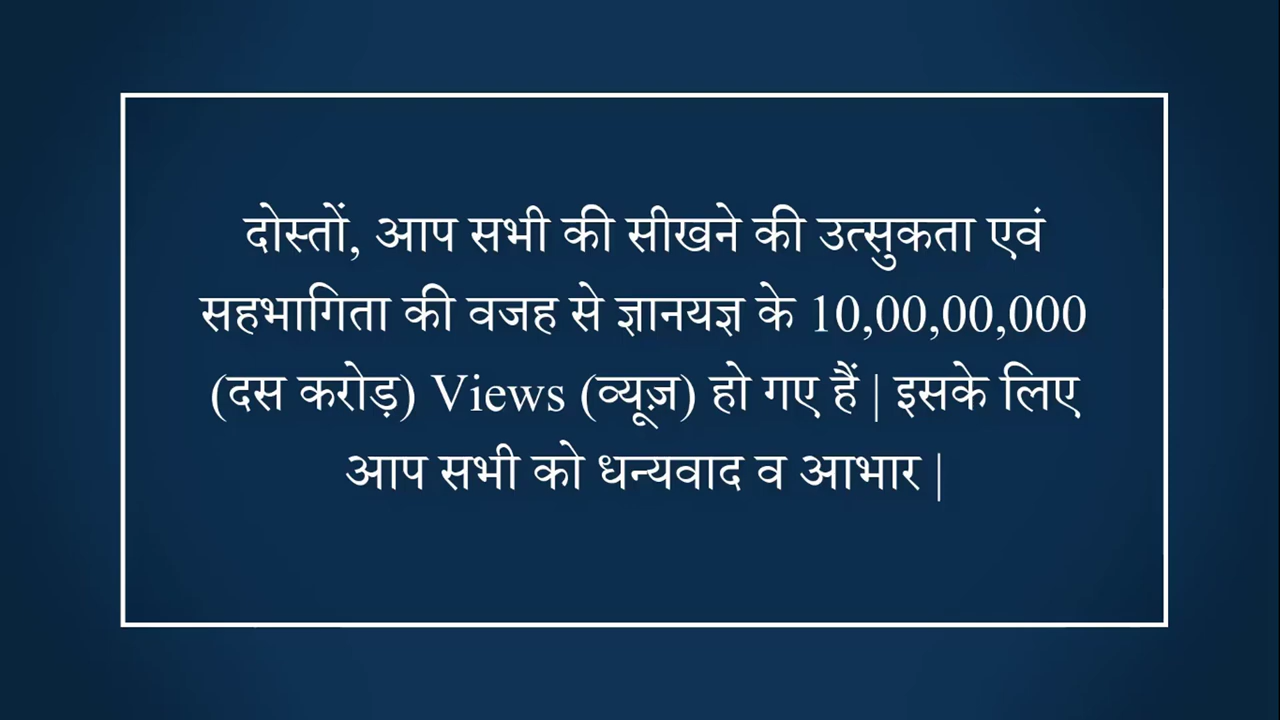 दोस्तों, आप सभी की सीखने की उत्सुकता एवं
सहभागिता की वजह से ज्ञानयज्ञ के 10,00,00,000
(दस करोड़) Views (व्यूज़) हो गए हैं | इसके लिए
आप सभी को धन्यवाद व आभार |